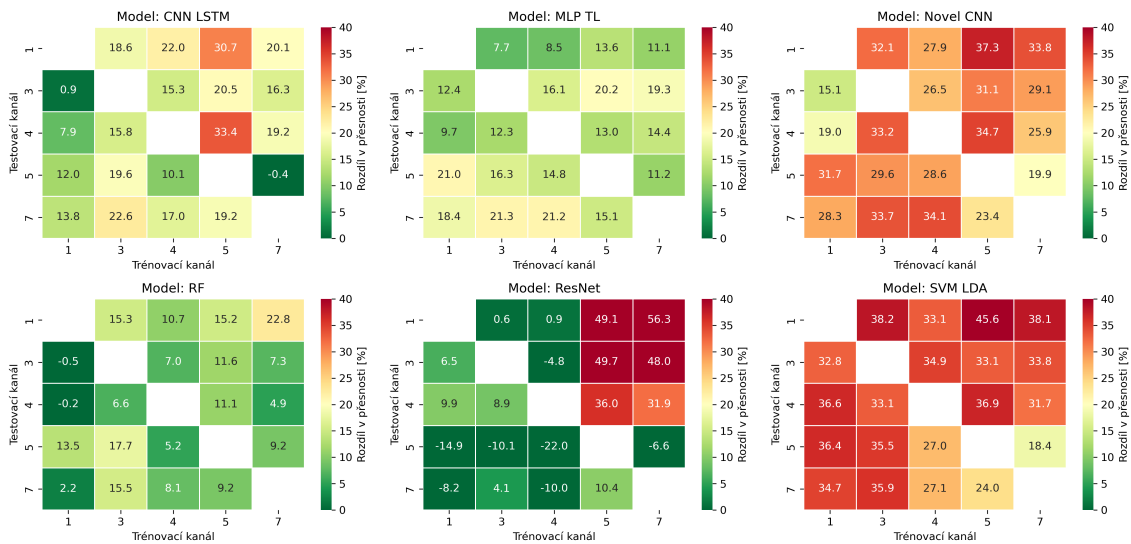 Model: CNN LSTM
Testovací kanál
1 18.6 22.0 30.7 20.1
3 0.9 15.3 20.5 16.3
4 7.9 15.8 33.4 19.2
5 12.0 19.6 10.1 -0.4
7 13.8 22.6 17.0 19.2
1 3 4 5 7
Trénovací kanál
40
35
30
25
20
15
10
5
0
Rozdíl v přesnosti [%]
Model: MLP TL
Testovací kanál
1 7.7 8.5 13.6 11.1
3 12.4 16.1 20.2 19.3
4 9.7 12.3 13.0 14.4
5 21.0 16.3 14.8 11.2
7 18.4 21.3 21.2 15.1
1 3 4 5 7
Trénovací kanál
40
35
30
25
20
15
10
5
0
Rozdíl v přesnosti [%]
Model: Novel CNN
Testovací kanál
1 32.1 27.9 37.3 33.8
3 15.1 26.5 31.1 29.1
4 19.0 33.2 34.7 25.9
5 31.7 29.6 28.6 19.9
7 28.3 33.7 34.1 23.4
1 3 4 5 7
Trénovací kanál
40
35
30
25
20
15
10
5
0
Rozdíl v přesnosti [%]
Model: RF
Testovací kanál
1 15.3 10.7 15.2 22.8
3 -0.5 7.0 11.6 7.3
4 -0.2 6.6 11.1 4.9
5 13.5 17.7 5.2 9.2
7 2.2 15.5 8.1 9.2
1 3 4 5 7
Trénovací kanál
40
35
30
25
20
15
10
5
0
Rozdíl v přesnosti [%]
Model: ResNet
Testovací kanál
1 0.6 0.9 49.1 56.3
3 6.5 -4.8 49.7 48.0
4 9.9 8.9 36.0 31.9
5 -14.9 -10.1 -22.0 -6.6
7 -8.2 4.1 -10.0 10.4
1 3 4 5 7
Trénovací kanál
40
35
30
25
20
15
10
5
0
Rozdíl v přesnosti [%]
Model: SVM LDA
Testovací kanál
1 38.2 33.1 45.6 38.1
3 32.8 34.9 33.1 33.8
4 36.6 33.1 36.9 31.7
5 36.4 35.5 27.0 18.4
7 34.7 35.9 27.1 24.0
1 3 4 5 7
Trénovací kanál
40
35
30
25
20
15
10
5
0
Rozdíl v přesnosti [%]